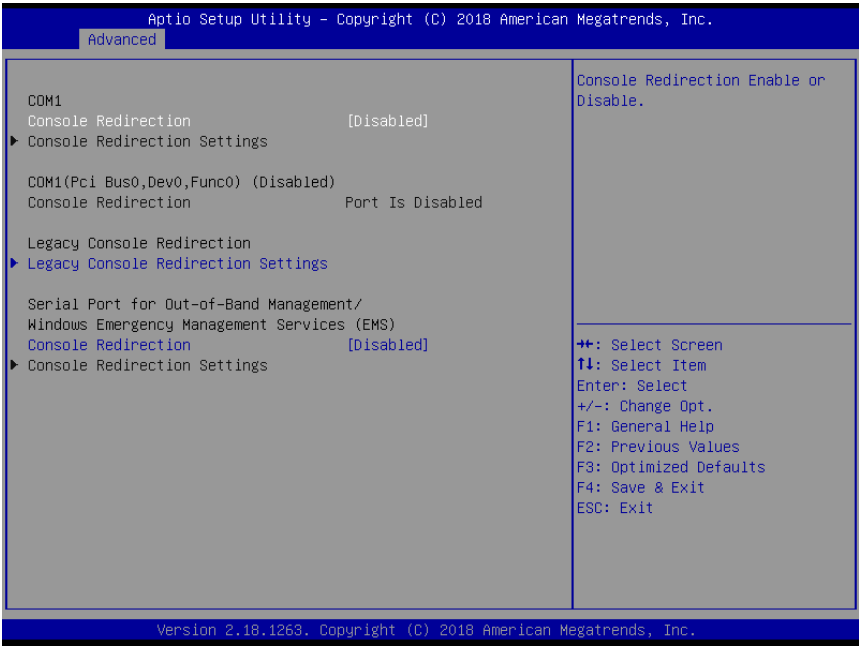 Aptio Setup Utility – Copyright (C) 2018 American Megatrends, Inc.
Advanced
COM1
Console Redirection [Disabled]
Console Redirection Settings
COM1(Pci Bus0,Dev0,Func0) (Disabled)
Console Redirection Port Is Disabled
Legacy Console Redirection
Legacy Console Redirection Settings
Serial Port for Out-of-Band Management/
Windows Emergency Management Services (EMS)
Console Redirection [Disabled]
Console Redirection Settings
Console Redirection Enable or
Disable.
→←: Select Screen
↑↓: Select Item
Enter: Select
+/-: Change Opt.
F1: General Help
F2: Previous Values
F3: Optimized Defaults
F4: Save & Exit
ESC: Exit
Version 2.18.1263. Copyright (C) 2018 American Megatrends, Inc.